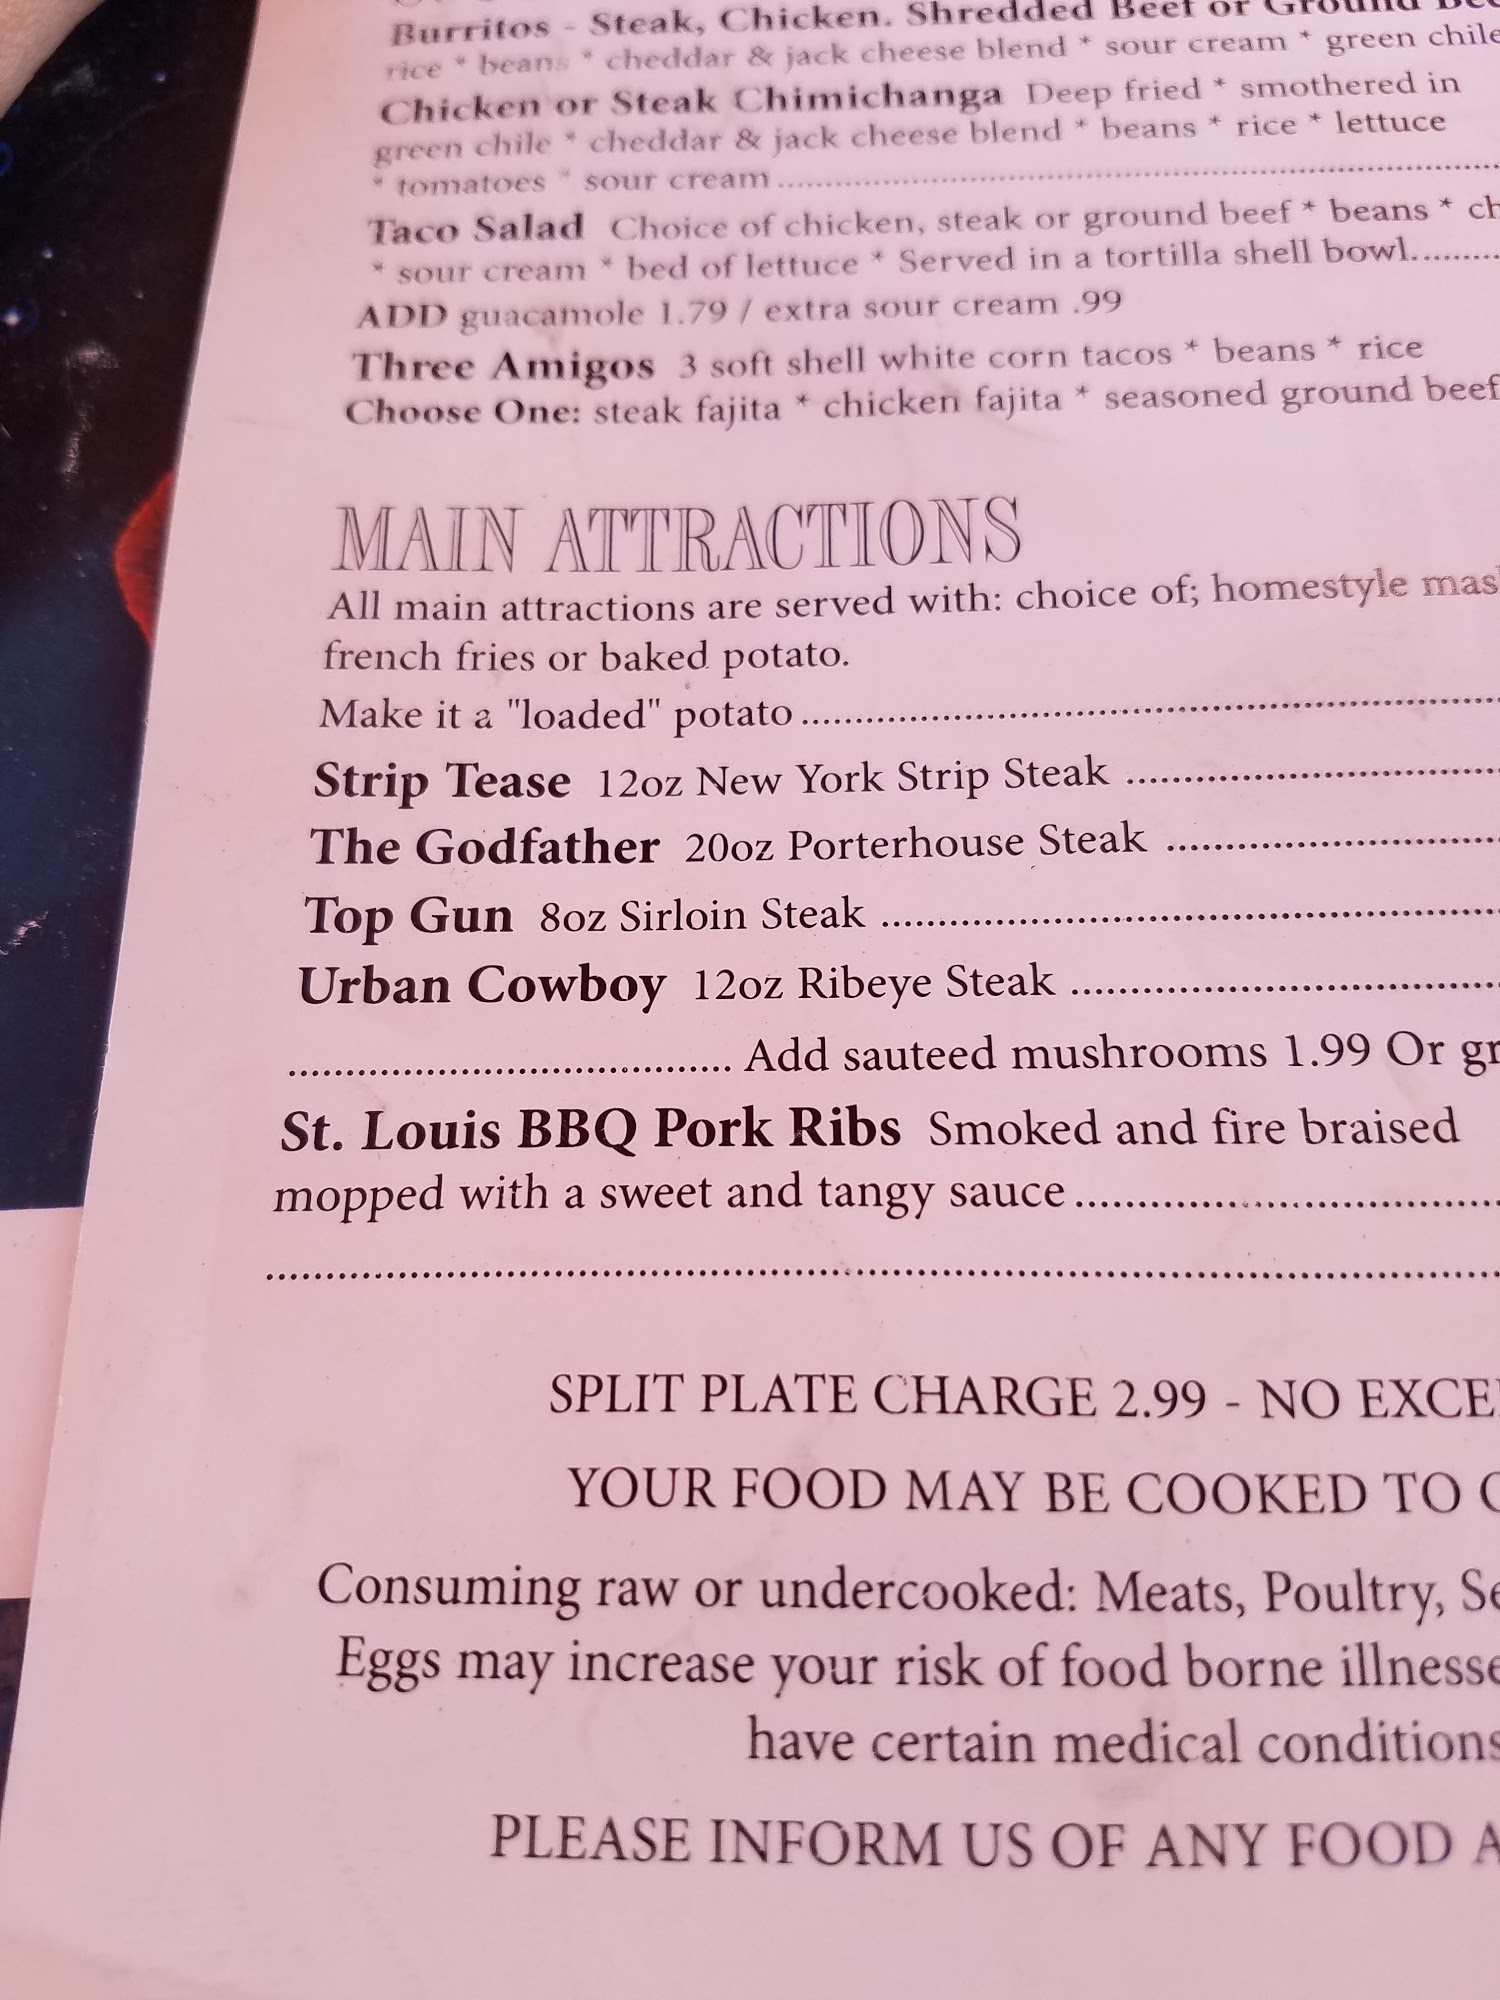 Burritos - Steak, Chicken. Shredded Beef or Ground
rice * beans * cheddar & jack cheese blend * sour cream * green chile
Chicken or Steak Chimichanga Deep fried * smothered in
green chile * cheddar & jack cheese blend * beans * rice * lettuce
* tomatoes * sour cream
Taco Salad Choice of chicken, steak or ground beef * beans *
* sour cream * bed of lettuce * Served in a tortilla shell bowl.
ADD guacamole 1.79 / extra sour cream .99
Three Amigos 3 soft shell white corn tacos * beans * rice
Choose One: steak fajita * chicken fajita * seasoned ground beef
MAIN ATTRACTIONS
All main attractions are served with: choice of; homestyle
french fries or baked potato.
Make it a "loaded" potato
Strip Tease 12oz New York Strip Steak
The Godfather 20oz Porterhouse Steak
Top Gun 8oz Sirloin Steak
Urban Cowboy 12oz Ribeye Steak
Add sauteed mushrooms 1.99 Or
St. Louis BBQ Pork Ribs Smoked and fire braised
mopped with a sweet and tangy sauce
SPLIT PLATE CHARGE 2.99 - NO
YOUR FOOD MAY BE COOKED TO
Consuming raw or undercooked: Meats, Poultry,
Eggs may increase your risk of food borne
have certain medical conditions
PLEASE INFORM US OF ANY FOOD